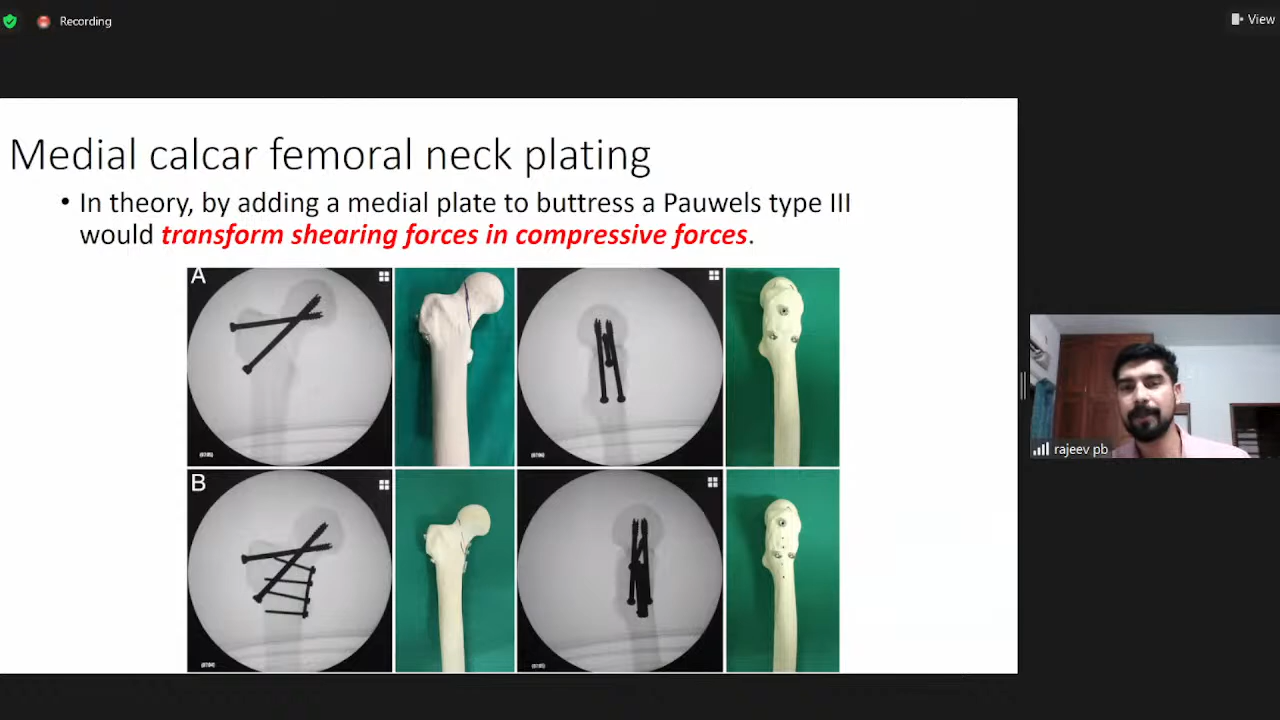 Recording
View
Medial calcar femoral neck plating
• In theory, by adding a medial plate to buttress a Pauwels type III
would transform shearing forces in compressive forces.
A
B
rajeev pb